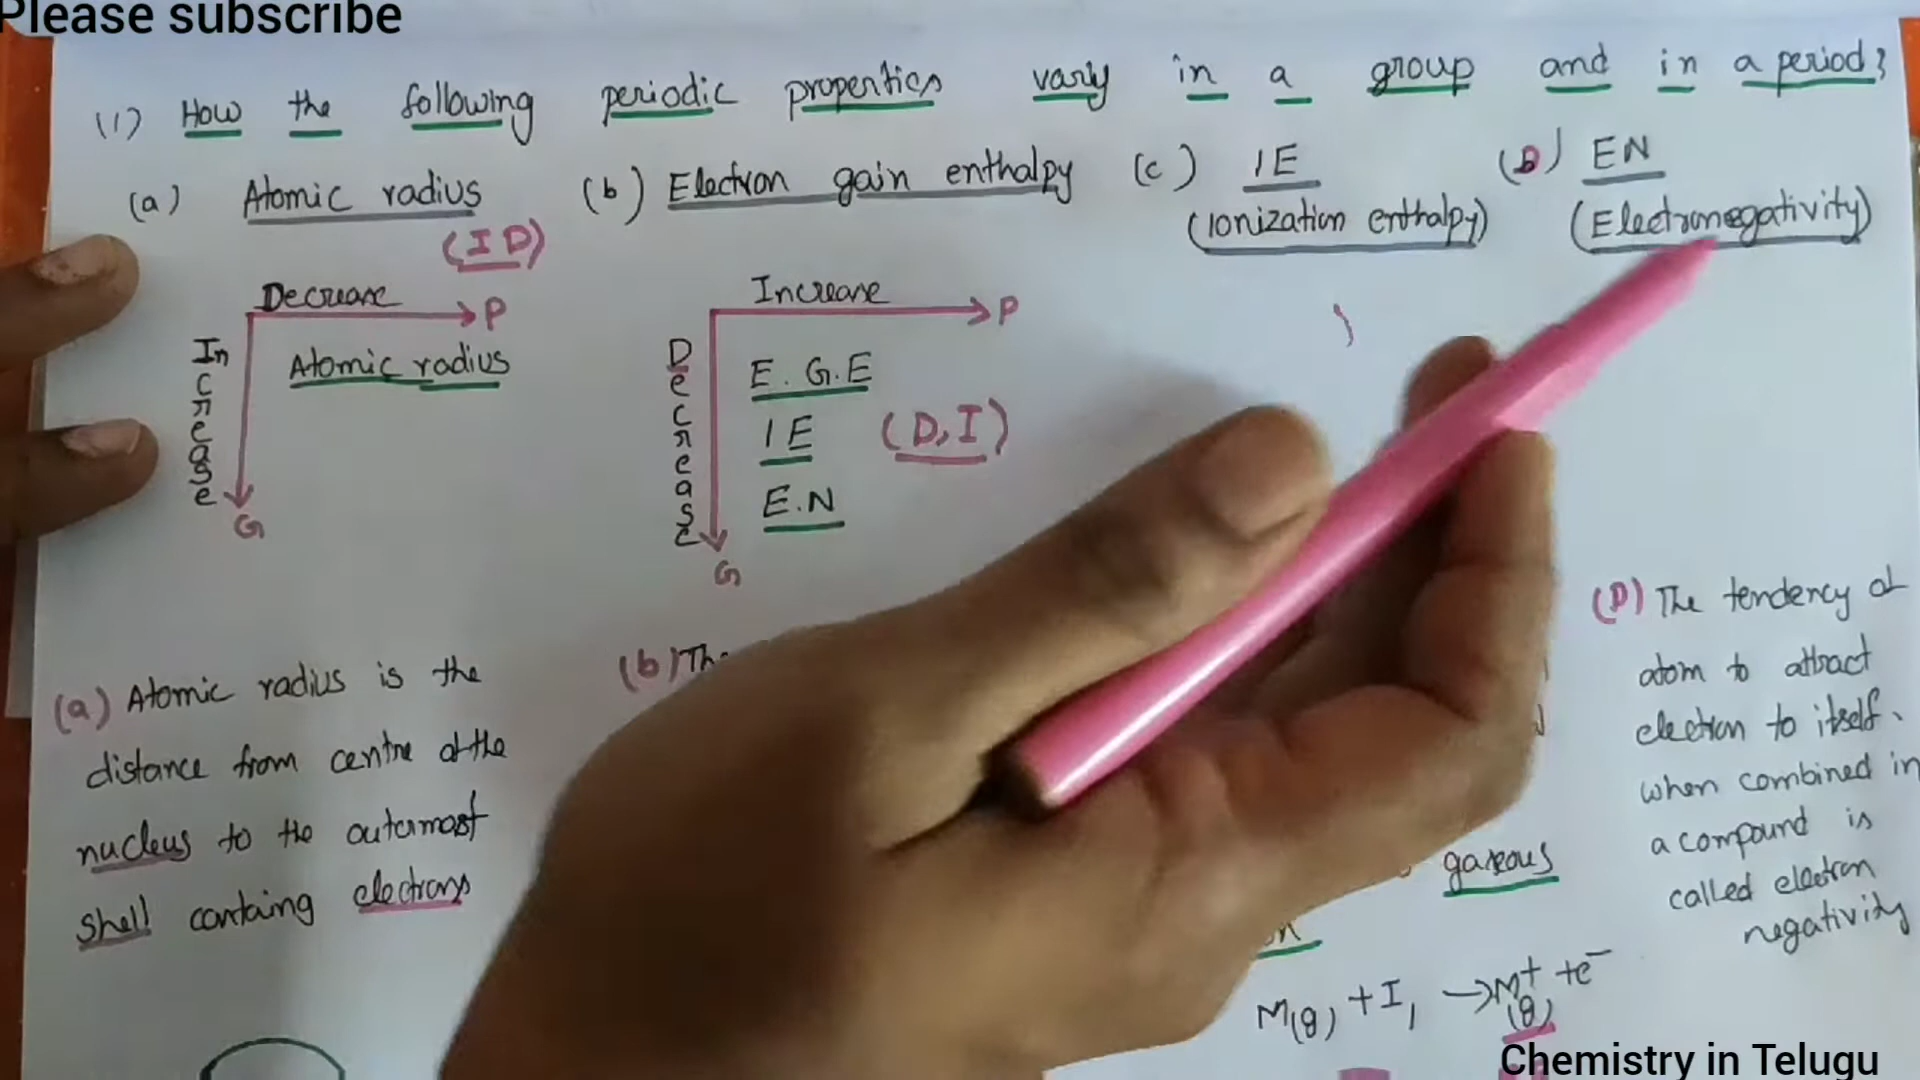 Please subscribe
(1) How the following periodic properties vary in a group and in a period?
(a) Atomic radius (b) Electron gain enthalpy (c) IE (D) EN
(Ionization enthalpy) (Electronegativity)
(I D)
Decrease P
Increase P
Increase
Atomic radius
G
Decrease
E.G.E
IE (D,I)
E.N
G
(a) Atomic radius is the
distance from centre of the
nucleus to the outermost
shell containg electrons
(b) The
gaseous
M(g) + I1 → M+(g) + e-
(D) The tendency of
atom to attract
electron to itself
when combined in
a compound is
called electron
negativity
Chemistry in Telugu